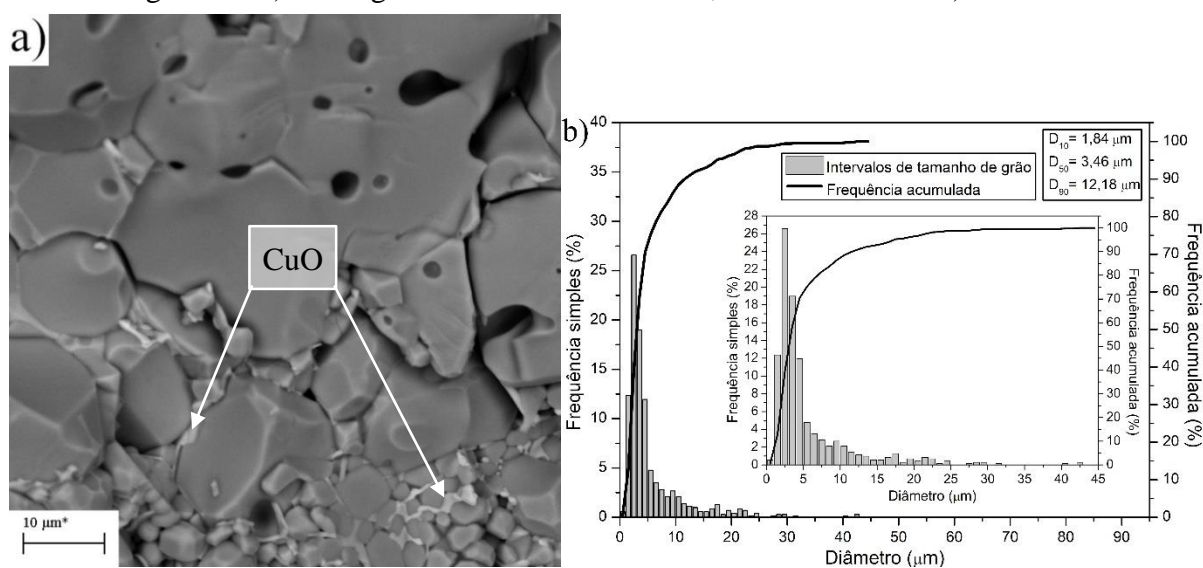 a)
CuO
10 µm*
b)
40
35
30
25
20
15
10
5
0
Frequência simples (%)
D10= 1,84 µm
D50= 3,46 µm
D90= 12,18 µm
Intervalos de tamanho de grão
Frequência acumulada
28
26
24
22
20
18
16
14
12
10
8
6
4
2
0
Frequência simples (%)
100
90
80
70
60
50
40
30
20
10
0
Frequência acumulada (%)
0 5 10 15 20 25 30 35 40 45
Diâmetro (µm)
100
90
80
70
60
50
40
30
20
10
0
Frequência acumulada (%)
0 10 20 30 40 50 60 70 80 90
Diâmetro (µm)